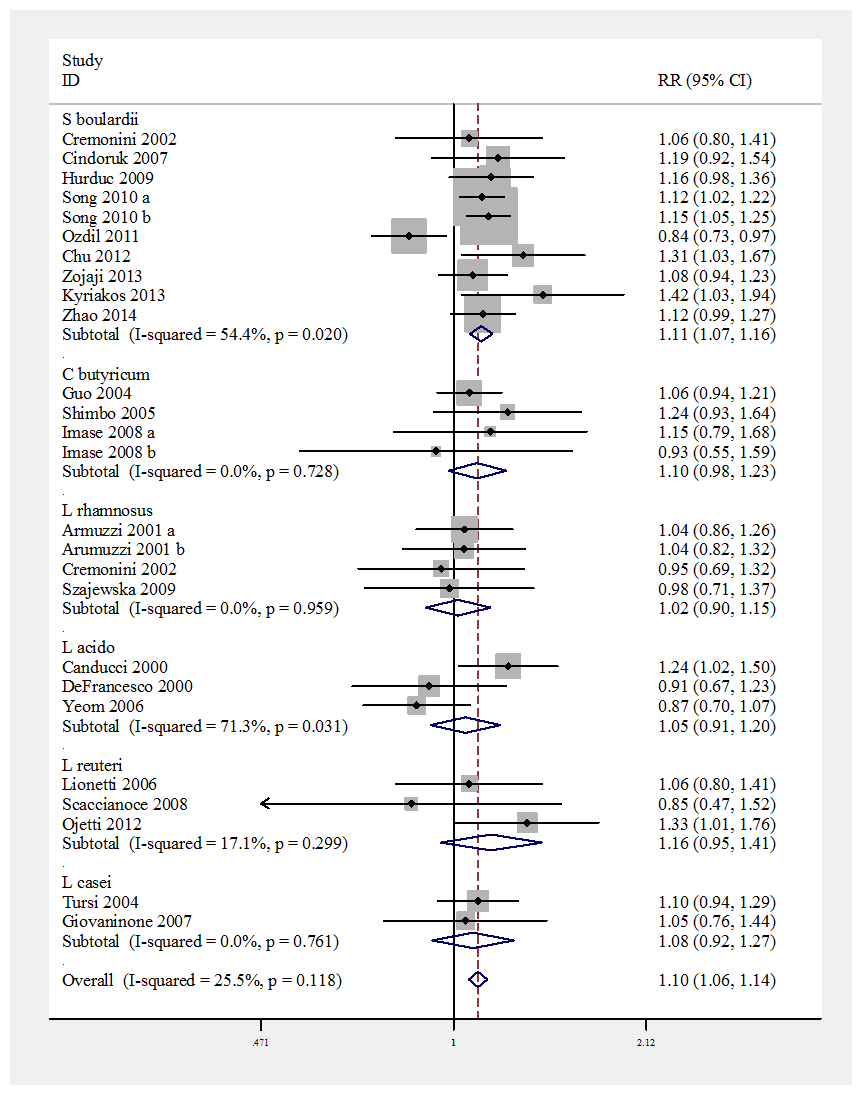 Study
ID RR (95% CI)
S boulardii
Cremonini 2002 1.06 (0.80, 1.41)
Cindoruk 2007 1.19 (0.92, 1.54)
Hurduc 2009 1.16 (0.98, 1.36)
Song 2010 a 1.12 (1.02, 1.22)
Song 2010 b 1.15 (1.05, 1.25)
Ozdil 2011 0.84 (0.73, 0.97)
Chu 2012 1.31 (1.03, 1.67)
Zojaji 2013 1.08 (0.94, 1.23)
Kyriakos 2013 1.42 (1.03, 1.94)
Zhao 2014 1.12 (0.99, 1.27)
Subtotal (I-squared = 54.4%, p = 0.020) 1.11 (1.07, 1.16)
.
C butyricum
Guo 2004 1.06 (0.94, 1.21)
Shimbo 2005 1.24 (0.93, 1.64)
Imase 2008 a 1.15 (0.79, 1.68)
Imase 2008 b 0.93 (0.55, 1.59)
Subtotal (I-squared = 0.0%, p = 0.728) 1.10 (0.98, 1.23)
.
L rhamnosus
Armuzzi 2001 a 1.04 (0.86, 1.26)
Arumuzzi 2001 b 1.04 (0.82, 1.32)
Cremonini 2002 0.95 (0.69, 1.32)
Szajewska 2009 0.98 (0.71, 1.37)
Subtotal (I-squared = 0.0%, p = 0.959) 1.02 (0.90, 1.15)
.
L acido
Canducci 2000 1.24 (1.02, 1.50)
DeFrancesco 2000 0.91 (0.67, 1.23)
Yeom 2006 0.87 (0.70, 1.07)
Subtotal (I-squared = 71.3%, p = 0.031) 1.05 (0.91, 1.20)
.
L reuteri
Lionetti 2006 1.06 (0.80, 1.41)
Scaccianoce 2008 0.85 (0.47, 1.52)
Ojetti 2012 1.33 (1.01, 1.76)
Subtotal (I-squared = 17.1%, p = 0.299) 1.16 (0.95, 1.41)
.
L casei
Tursi 2004 1.10 (0.94, 1.29)
Giovaninone 2007 1.05 (0.76, 1.44)
Subtotal (I-squared = 0.0%, p = 0.761) 1.08 (0.92, 1.27)
.
Overall (I-squared = 25.5%, p = 0.118) 1.10 (1.06, 1.14)
.471 1 2.12